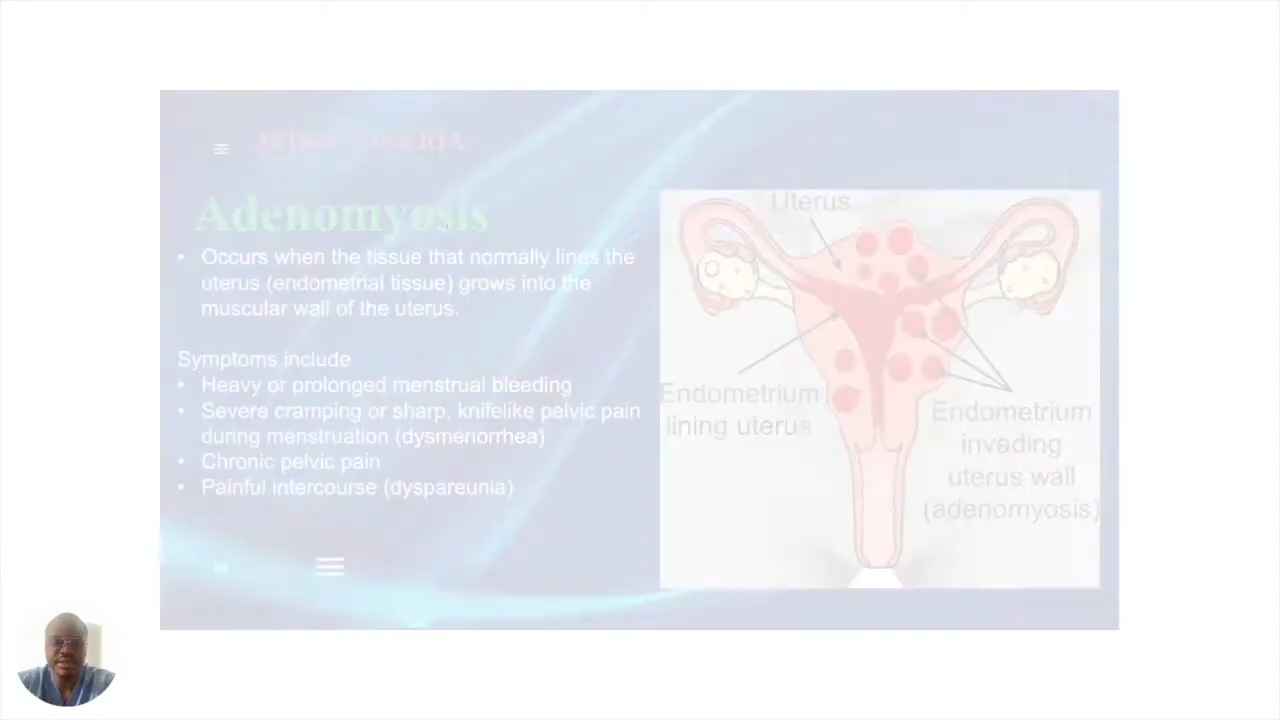 Adenomyosis
• Occurs when the tissue that normally lines the
uterus (endometrial tissue) grows into the
muscular wall of the uterus.
Symptoms include
• Heavy or prolonged menstrual bleeding
• Severe cramping or sharp, knifelike pelvic pain
during menstruation (dysmenorrhea)
• Chronic pelvic pain
• Painful intercourse (dyspareunia)
Uterus
Endometrium
lining uterus
Endometrium
invading
uterus wall
(adenomyosis)